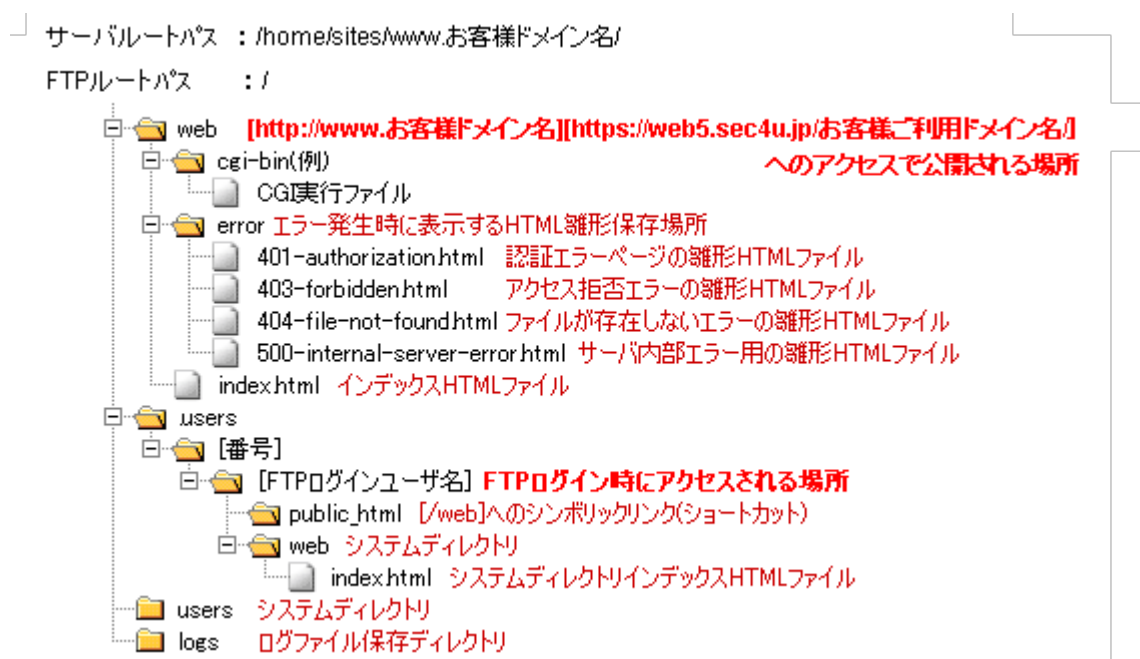 サーバルートパス ：/home/sites/www.お客様ドメイン名/
FTPルートパス ：/
web [http://www.お客様ドメイン名][https://web5.sec4u.jp/お客様ご利用ドメイン名/]
cgi-bin(例) へのアクセスで公開される場所
CGI実行ファイル
error エラー発生時に表示するHTML雛形保存場所
401-authorization.html 認証エラーページの雛形HTMLファイル
403-forbidden.html アクセス拒否エラーの雛形HTMLファイル
404-file-not-found.html ファイルが存在しないエラーの雛形HTMLファイル
500-internal-server-error.html サーバ内部エラー用の雛形HTMLファイル
index.html インデックスHTMLファイル
.users
[番号]
[FTPログインユーザ名] FTPログイン時にアクセスされる場所
public_html [/web]へのシンボリックリンク(ショートカット)
web システムディレクトリ
index.html システムディレクトリインデックスHTMLファイル
users システムディレクトリ
logs ログファイル保存ディレクトリ